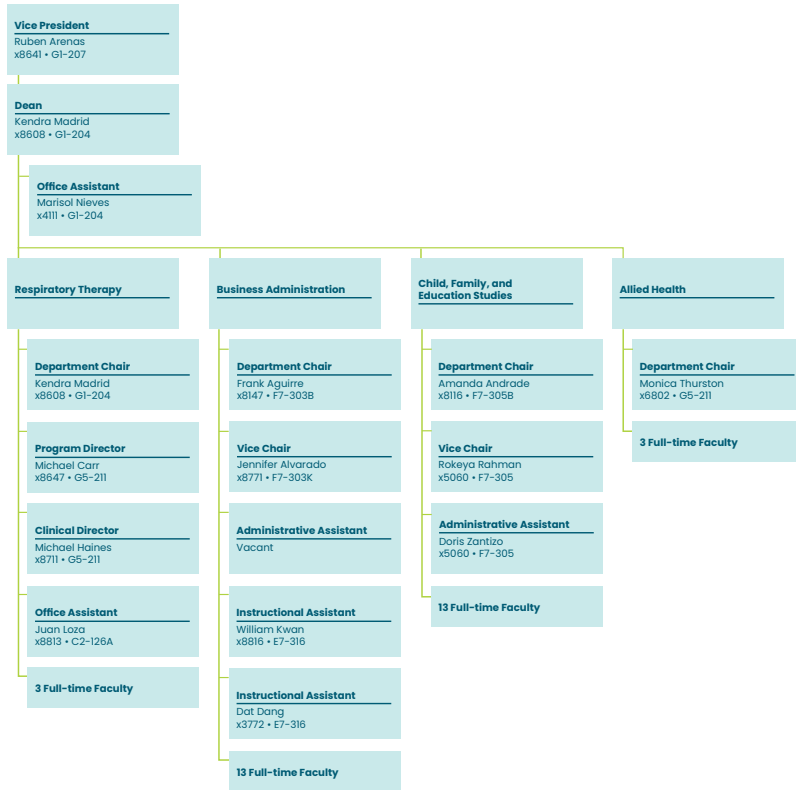 Vice President
Ruben Arenas
x8641 • G1-207
Dean
Kendra Madrid
x8608 • G1-204
Office Assistant
Marisol Nieves
x4111 • G1-204
Respiratory Therapy
Department Chair
Kendra Madrid
x8608 • G1-204
Program Director
Michael Carr
x8647 • G5-211
Clinical Director
Michael Haines
x8711 • G5-211
Office Assistant
Juan Loza
x8813 • C2-126A
3 Full-time Faculty
Business Administration
Department Chair
Frank Aguirre
x8147 • F7-303B
Vice Chair
Jennifer Alvarado
x8771 • F7-303K
Administrative Assistant
Vacant
Instructional Assistant
William Kwan
x8816 • E7-316
Instructional Assistant
Dat Dang
x3772 • E7-316
13 Full-time Faculty
Child, Family, and
Education Studies
Department Chair
Amanda Andrade
x8116 • F7-305B
Vice Chair
Rokeya Rahman
x5060 • F7-305
Administrative Assistant
Doris Zantizo
x5060 • F7-305
13 Full-time Faculty
Allied Health
Department Chair
Monica Thurston
x6802 • G5-211
3 Full-time Faculty